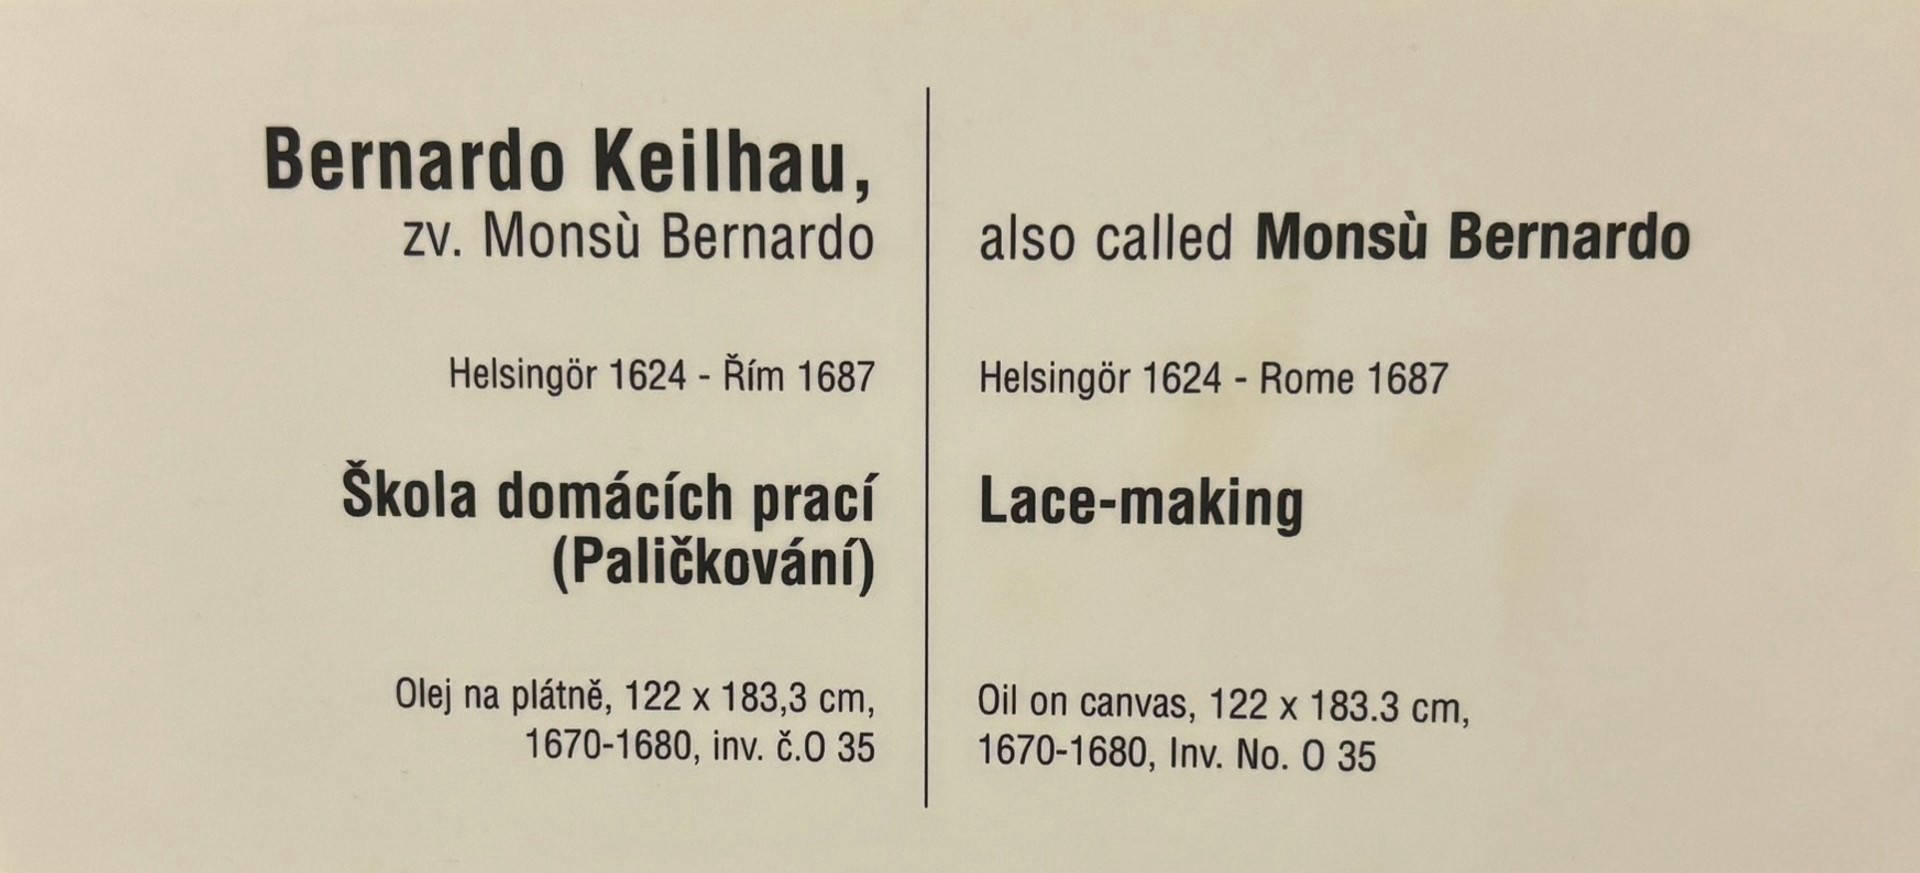 Bernardo Keilhau,
zv. Monsù Bernardo
Helsingör 1624 - Řím 1687
Škola domácích prací
(Paličkování)
Olej na plátně, 122 x 183,3 cm,
1670-1680, inv. č.O 35
also called Monsù Bernardo
Helsingör 1624 - Rome 1687
Lace-making
Oil on canvas, 122 x 183.3 cm,
1670-1680, Inv. No. O 35